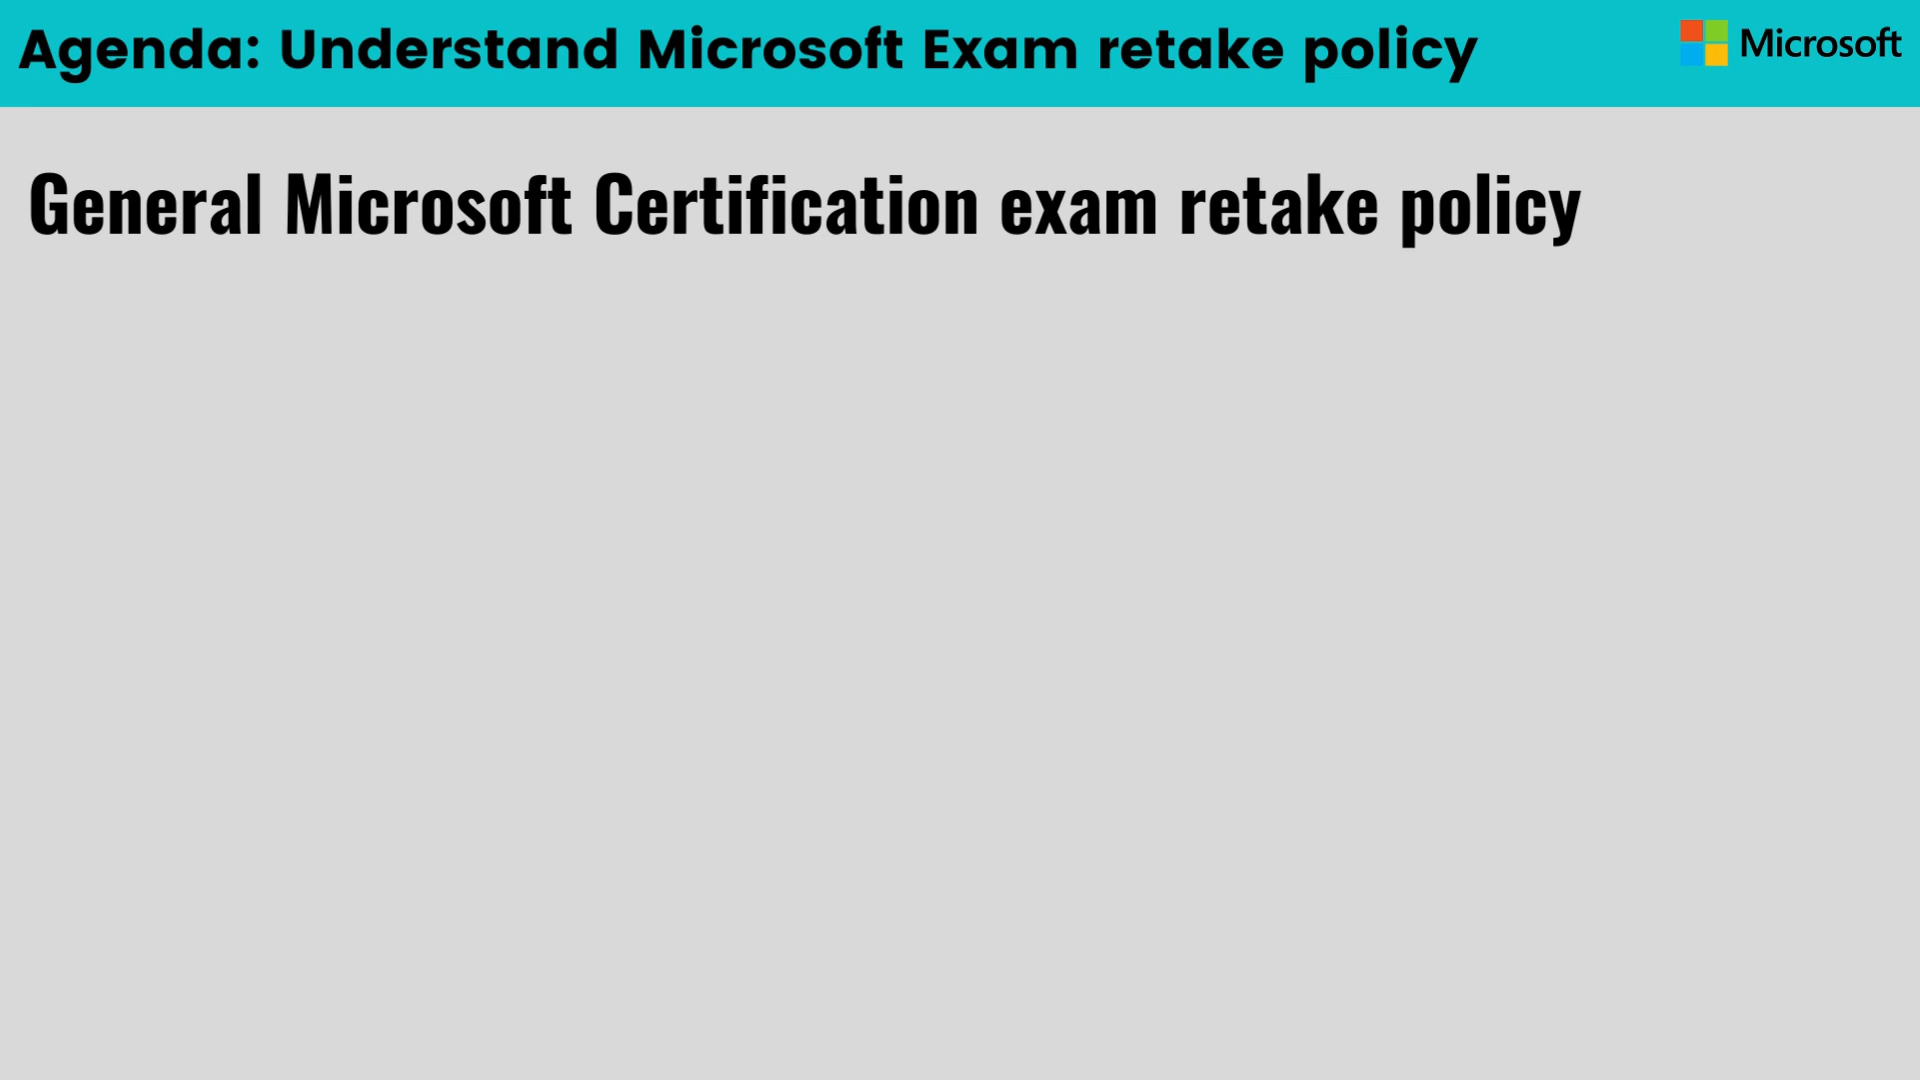 Agenda: Understand Microsoft Exam retake policy
Microsoft
General Microsoft Certification exam retake policy